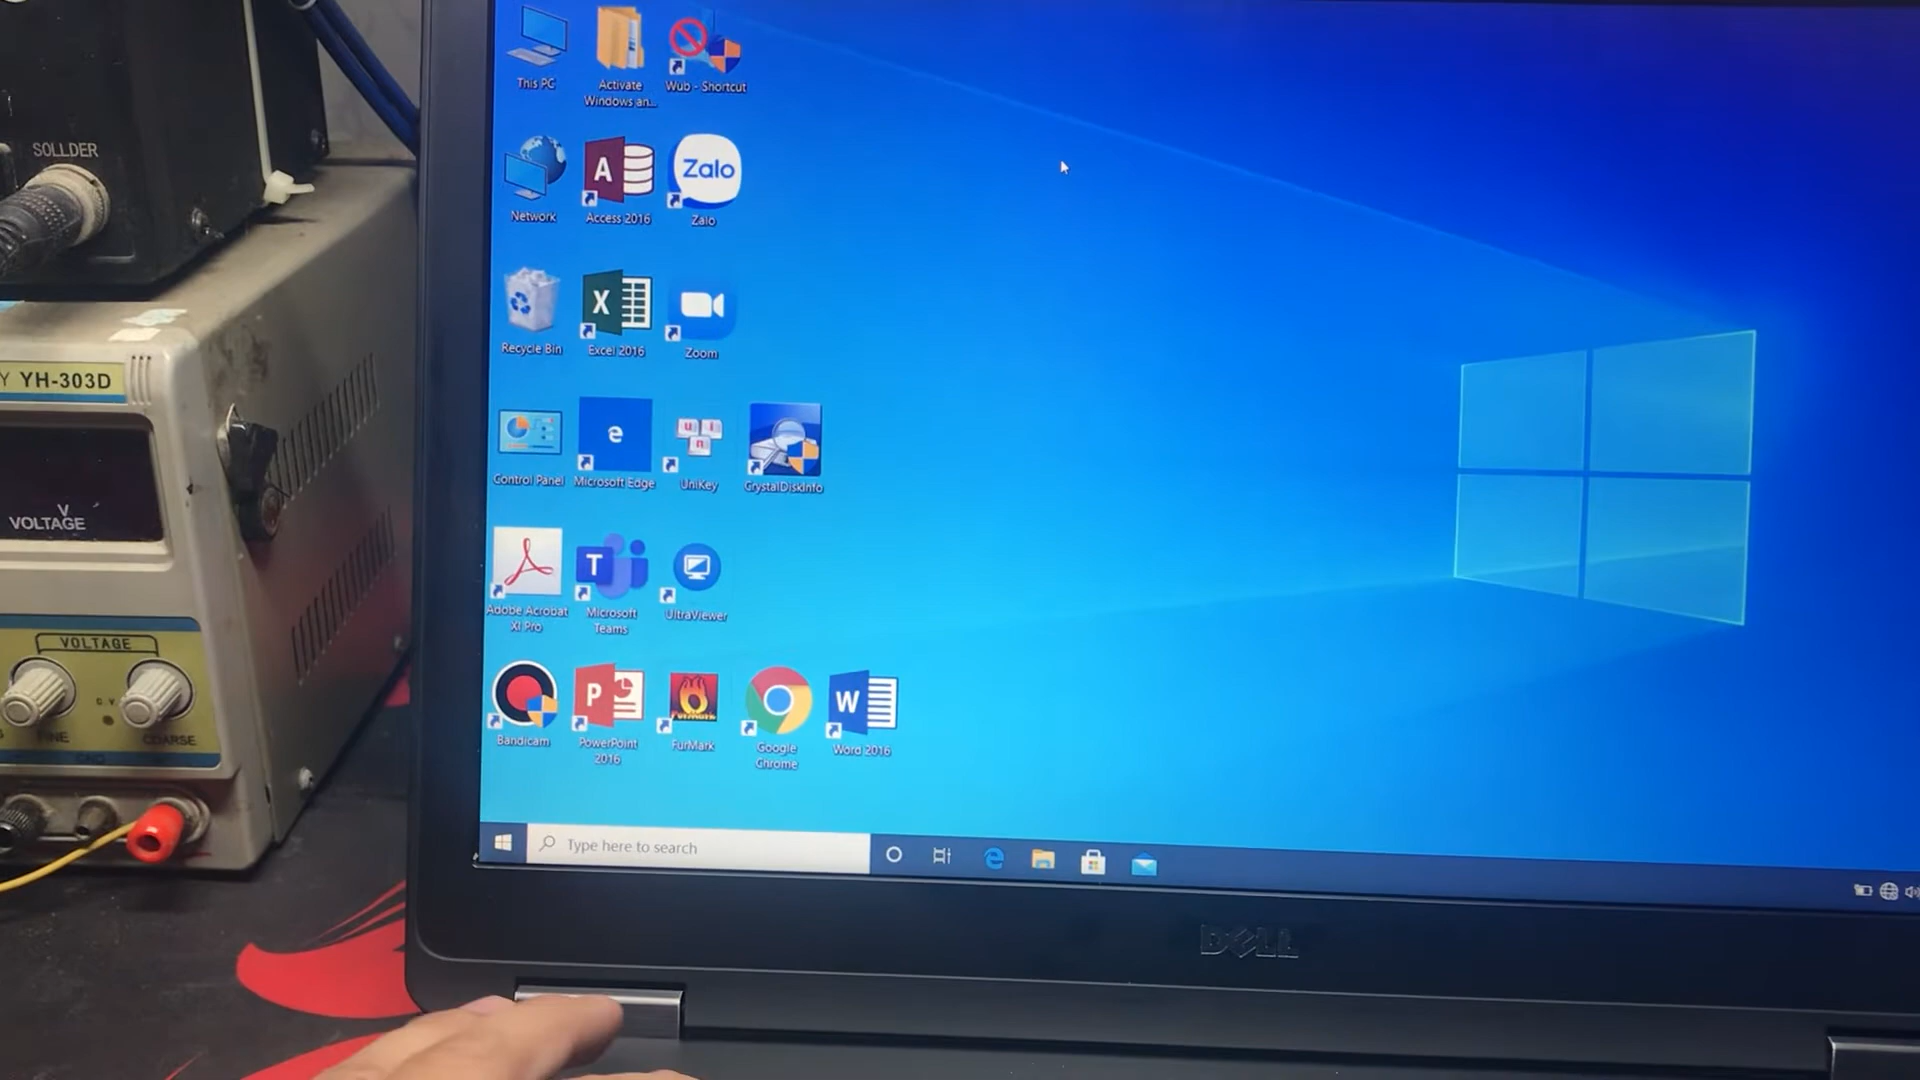 SOLLDER
Y YH-303D
V
VOLTAGE
VOLTAGE
C.V.
FINE
COARSE
This PC
Activate
Windows an...
Wub - Shortcut
Network
A
Access 2016
Zalo
Zalo
Recycle Bin
X
Excel 2016
Zoom
Control Panel
e
Microsoft Edge
u
n
i
UniKey
CrystalDiskInfo
Adobe Acrobat
XI Pro
T
Microsoft
Teams
UltraViewer
Bandicam
P
PowerPoint
2016
FurMark
FurMark
Google
Chrome
W
Word 2016
Type here to search
DELL